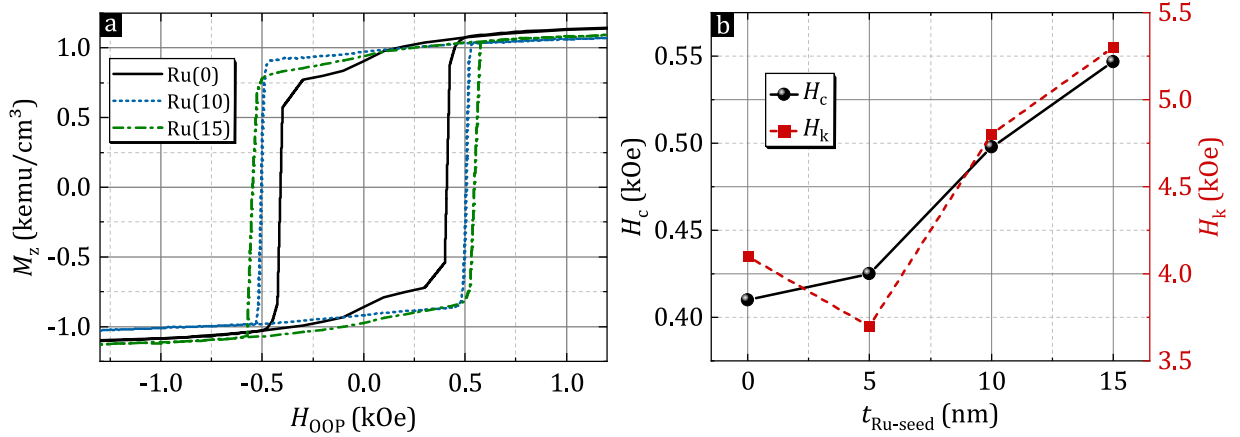 a
Ru(0)
Ru(10)
Ru(15)
1.0
0.5
0.0
-0.5
-1.0
M_z (kemu/cm³)
-1.0 -0.5 0.0 0.5 1.0
H_OOP (kOe)
b
H_c
H_k
0.55
0.50
0.45
0.40
H_c (kOe)
5.5
5.0
4.5
4.0
3.5
H_k (kOe)
0 5 10 15
t_Ru-seed (nm)